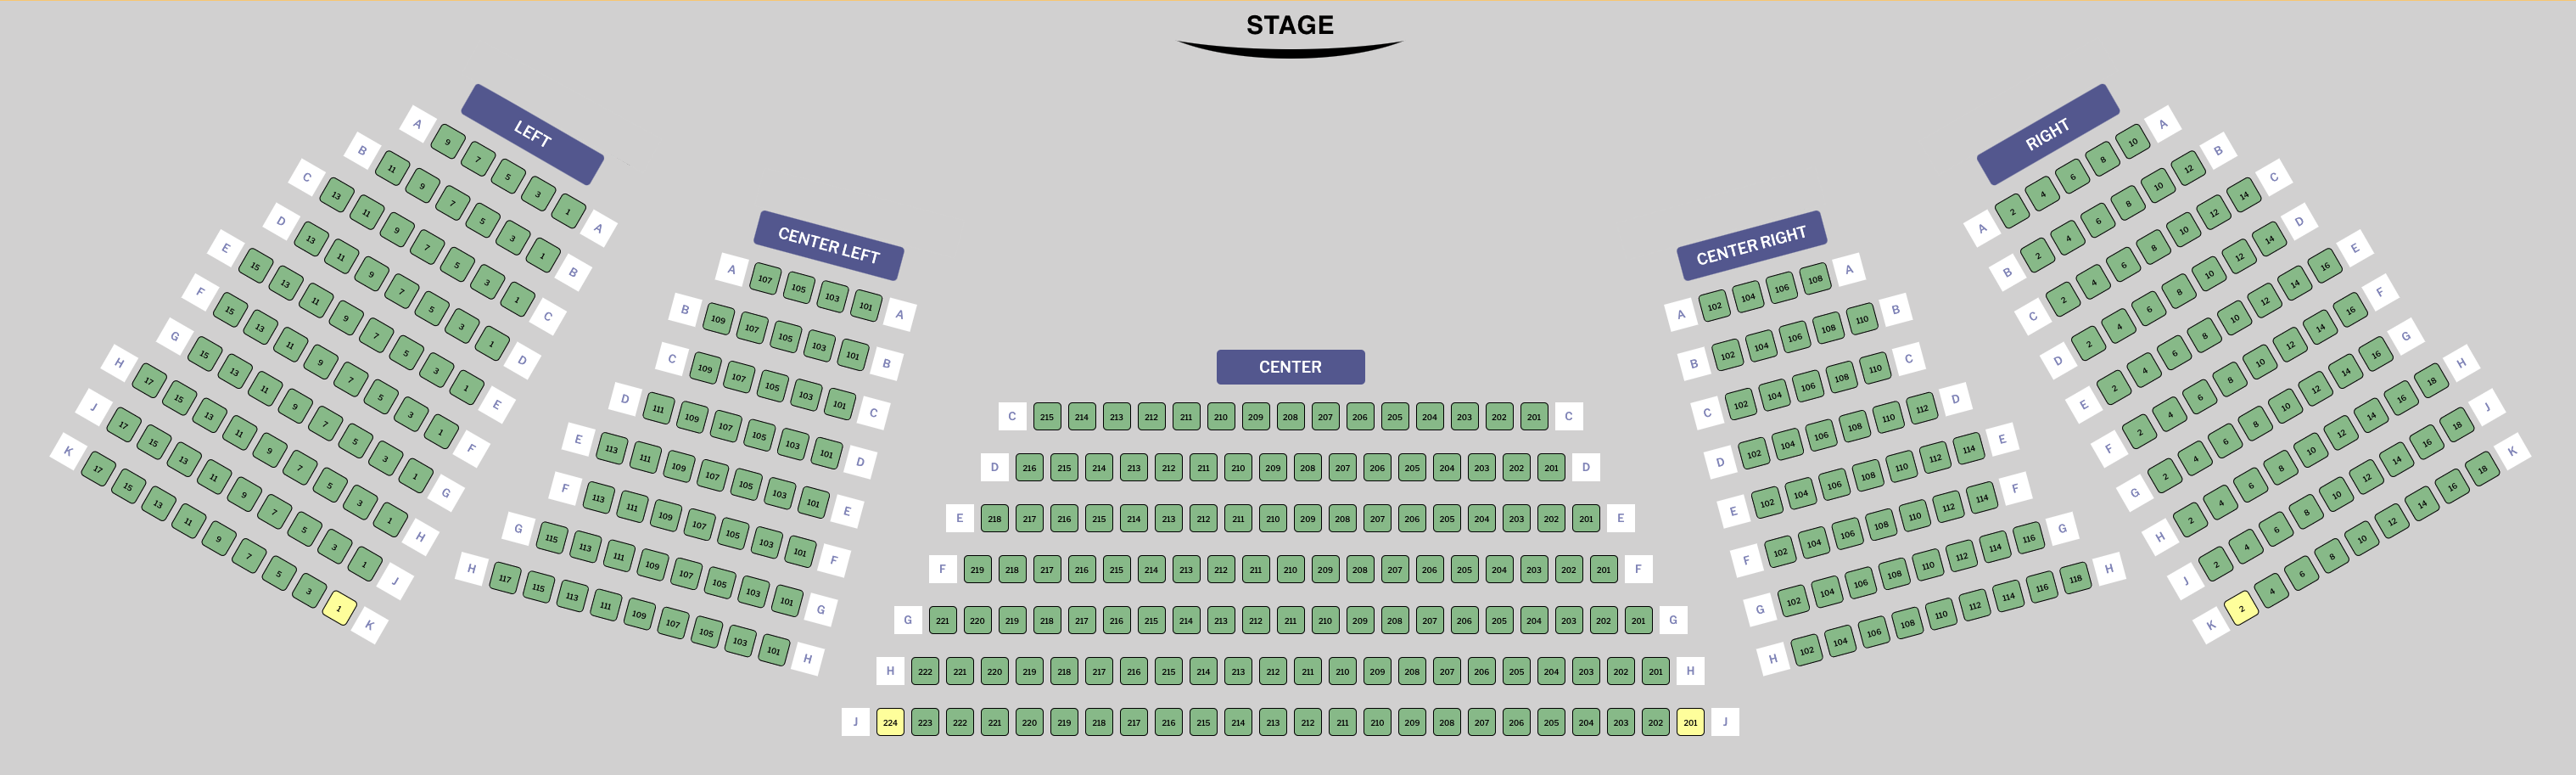 STAGE
LEFT
A 9 7 5 3 1 A
B 11 9 7 5 3 1 B
C 13 11 9 7 5 3 1 C
D 13 11 9 7 5 3 1 D
E 15 13 11 9 7 5 3 1 E
F 15 13 11 9 7 5 3 1 F
G 15 13 11 9 7 5 3 1 G
H 17 15 13 11 9 7 5 3 1 H
J 17 15 13 11 9 7 5 3 1 J
K 17 15 13 11 9 7 5 3 1 K
CENTER LEFT
A 107 105 103 101 A
B 109 107 105 103 101 B
C 109 107 105 103 101 C
D 111 109 107 105 103 101 D
E 113 111 109 107 105 103 101 E
F 113 111 109 107 105 103 101 F
G 115 113 111 109 107 105 103 101 G
H 117 115 113 111 109 107 105 103 101 H
CENTER
C 215 214 213 212 211 210 209 208 207 206 205 204 203 202 201 C
D 216 215 214 213 212 211 210 209 208 207 206 205 204 203 202 201 D
E 218 217 216 215 214 213 212 211 210 209 208 207 206 205 204 203 202 201 E
F 219 218 217 216 215 214 213 212 211 210 209 208 207 206 205 204 203 202 201 F
G 221 220 219 218 217 216 215 214 213 212 211 210 209 208 207 206 205 204 203 202 201 G
H 222 221 220 219 218 217 216 215 214 213 212 211 210 209 208 207 206 205 204 203 202 201 H
J 224 223 222 221 220 219 218 217 216 215 214 213 212 211 210 209 208 207 206 205 204 203 202 201 J
CENTER RIGHT
A 102 104 106 108 A
B 102 104 106 108 110 B
C 102 104 106 108 110 C
D 102 104 106 108 110 112 D
E 102 104 106 108 110 112 114 E
F 102 104 106 108 110 112 114 F
G 102 104 106 108 110 112 114 116 G
H 102 104 106 108 110 112 114 116 118 H
RIGHT
A 2 4 6 8 10 A
B 2 4 6 8 10 12 B
C 2 4 6 8 10 12 14 C
D 2 4 6 8 10 12 14 D
E 2 4 6 8 10 12 14 16 E
F 2 4 6 8 10 12 14 16 F
G 2 4 6 8 10 12 14 16 G
H 2 4 6 8 10 12 14 16 18 H
J 2 4 6 8 10 12 14 16 18 J
K 2 4 6 8 10 12 14 16 18 K